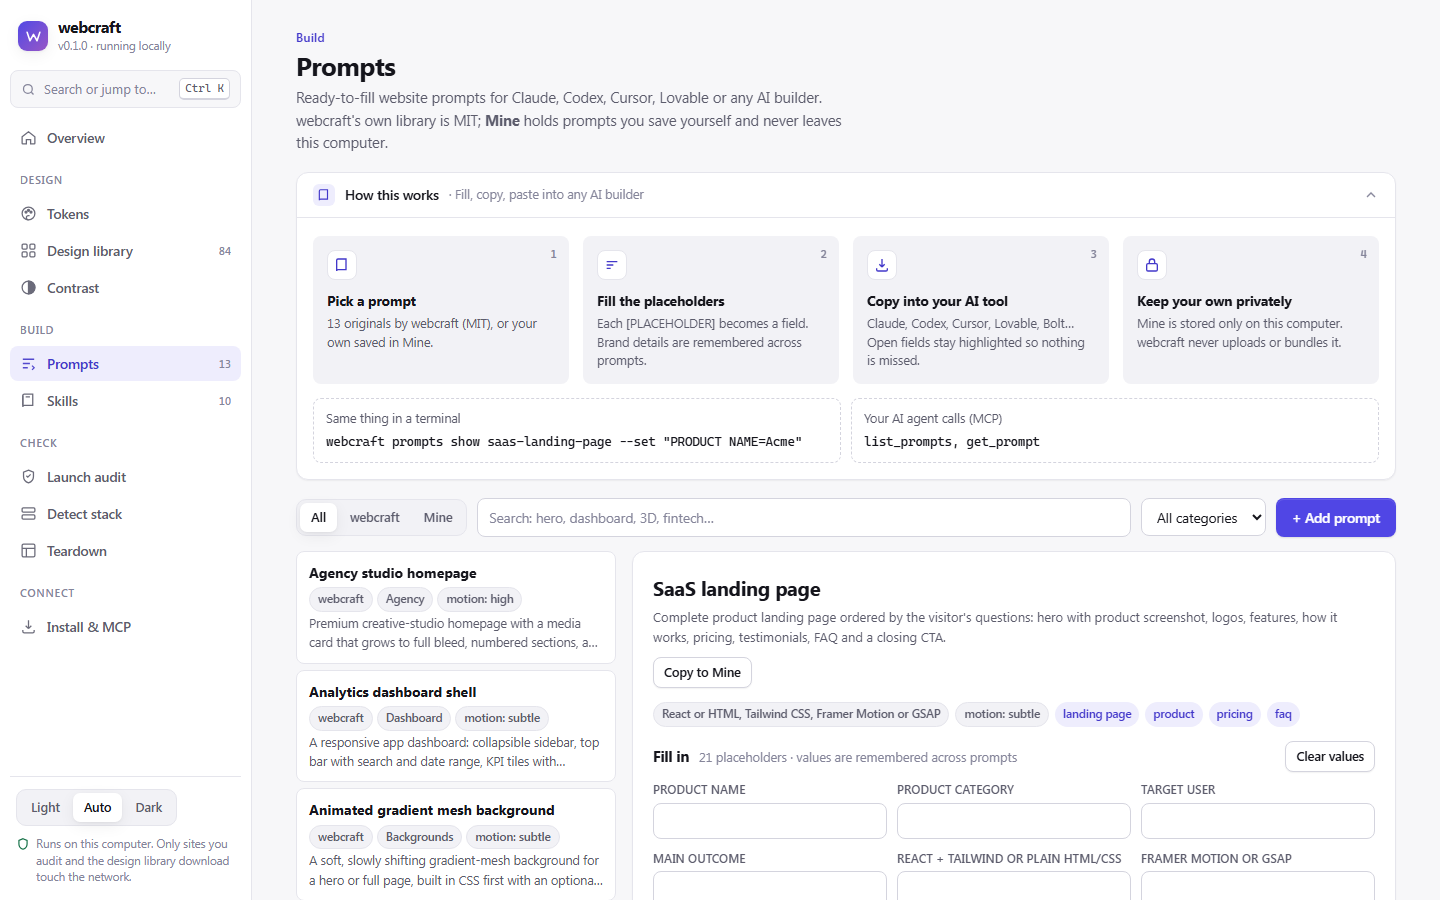 webcraft
v0.1.0 · running locally
Search or jump to...
Ctrl K
Overview
DESIGN
Tokens
Design library 84
Contrast
BUILD
Prompts 13
Skills 10
CHECK
Launch audit
Detect stack
Teardown
CONNECT
Install & MCP
Light Auto Dark
Runs on this computer. Only sites you
audit and the design library download
touch the network.
Build
Prompts
Ready-to-fill website prompts for Claude, Codex, Cursor, Lovable or any AI builder.
webcraft's own library is MIT; Mine holds prompts you save yourself and never leaves
this computer.
How this works · Fill, copy, paste into any AI builder
1
Pick a prompt
13 originals by webcraft (MIT), or your
own saved in Mine.
2
Fill the placeholders
Each [PLACEHOLDER] becomes a field.
Brand details are remembered across
prompts.
3
Copy into your AI tool
Claude, Codex, Cursor, Lovable, Bolt...
Open fields stay highlighted so nothing
is missed.
4
Keep your own privately
Mine is stored only on this computer.
webcraft never uploads or bundles it.
Same thing in a terminal
webcraft prompts show saas-landing-page --set "PRODUCT NAME=Acme"
Your AI agent calls (MCP)
list_prompts, get_prompt
All webcraft Mine
Search: hero, dashboard, 3D, fintech...
All categories
+ Add prompt
Agency studio homepage
webcraft Agency motion: high
Premium creative-studio homepage with a media
card that grows to full bleed, numbered sections, a...
Analytics dashboard shell
webcraft Dashboard motion: subtle
A responsive app dashboard: collapsible sidebar, top
bar with search and date range, KPI tiles with...
Animated gradient mesh background
webcraft Backgrounds motion: subtle
A soft, slowly shifting gradient-mesh background for
a hero or full page, built in CSS first with an optiona...
SaaS landing page
Complete product landing page ordered by the visitor's questions: hero with product screenshot, logos, features, how it
works, pricing, testimonials, FAQ and a closing CTA.
Copy to Mine
React or HTML, Tailwind CSS, Framer Motion or GSAP motion: subtle landing page product pricing faq
Fill in 21 placeholders · values are remembered across prompts
Clear values
PRODUCT NAME PRODUCT CATEGORY TARGET USER
MAIN OUTCOME REACT + TAILWIND OR PLAIN HTML/CSS FRAMER MOTION OR GSAP